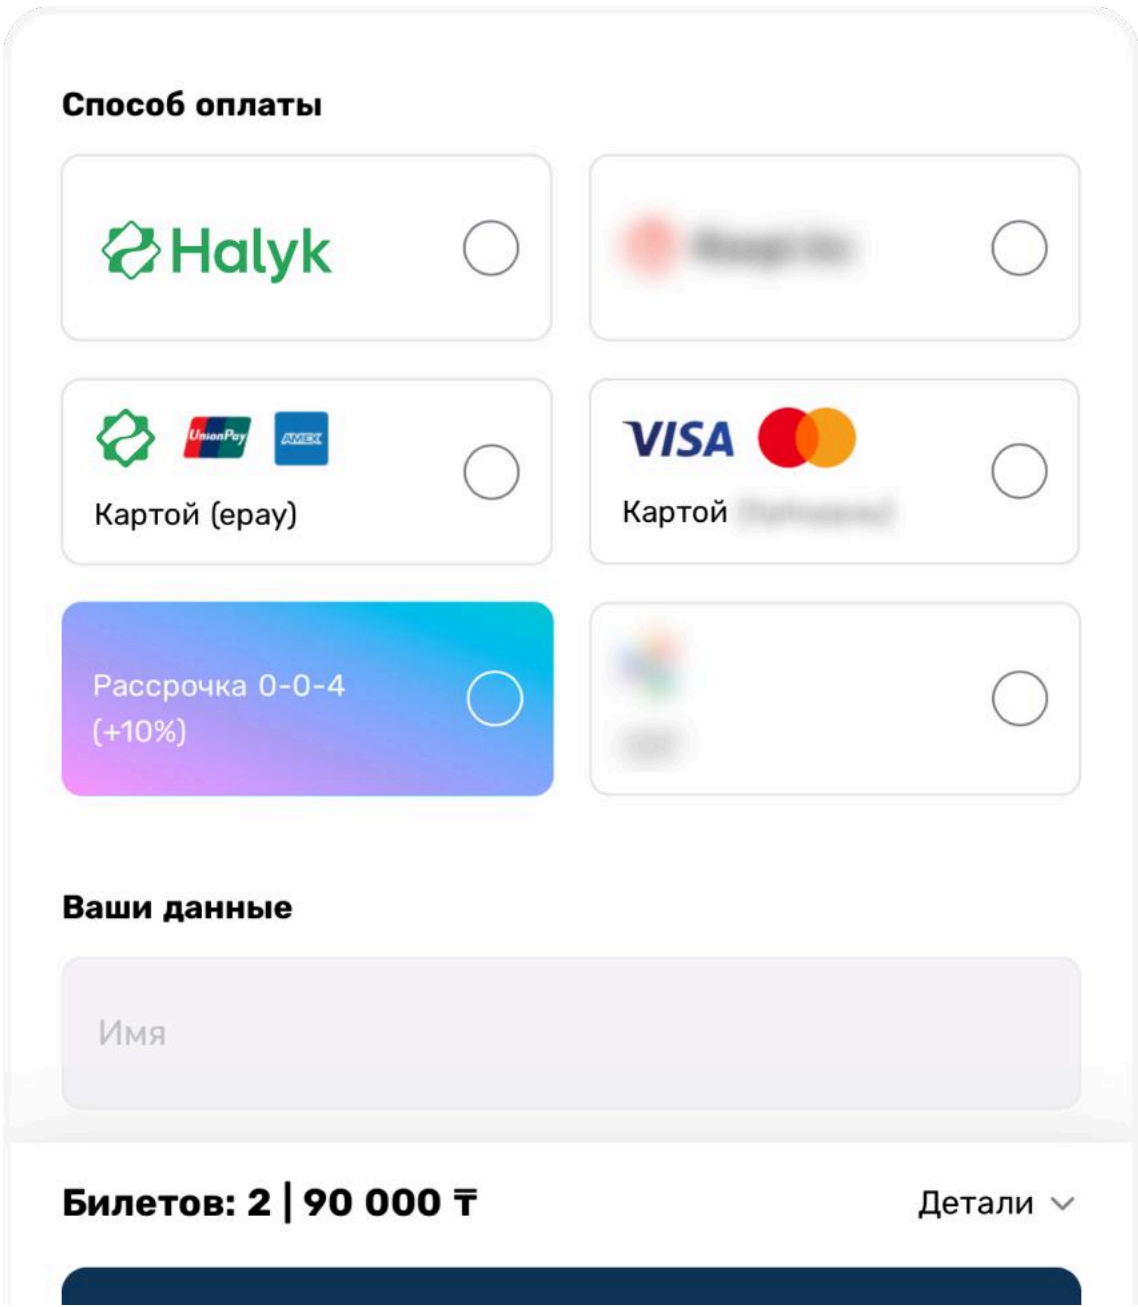 Способ оплаты
Halyk
UnionPay AMEX
Картой (epay)
VISA
Картой
Рассрочка 0-0-4
(+10%)
Ваши данные
Имя
Билетов: 2 | 90 000 ₸
Детали